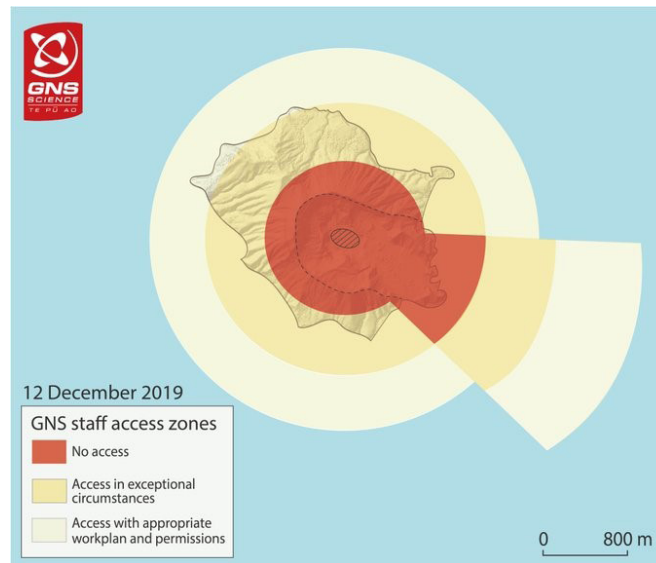 GNS
SCIENCE
TE PŪ AO
12 December 2019
GNS staff access zones
No access
Access in exceptional
circumstances
Access with appropriate
workplan and permissions
0 800 m